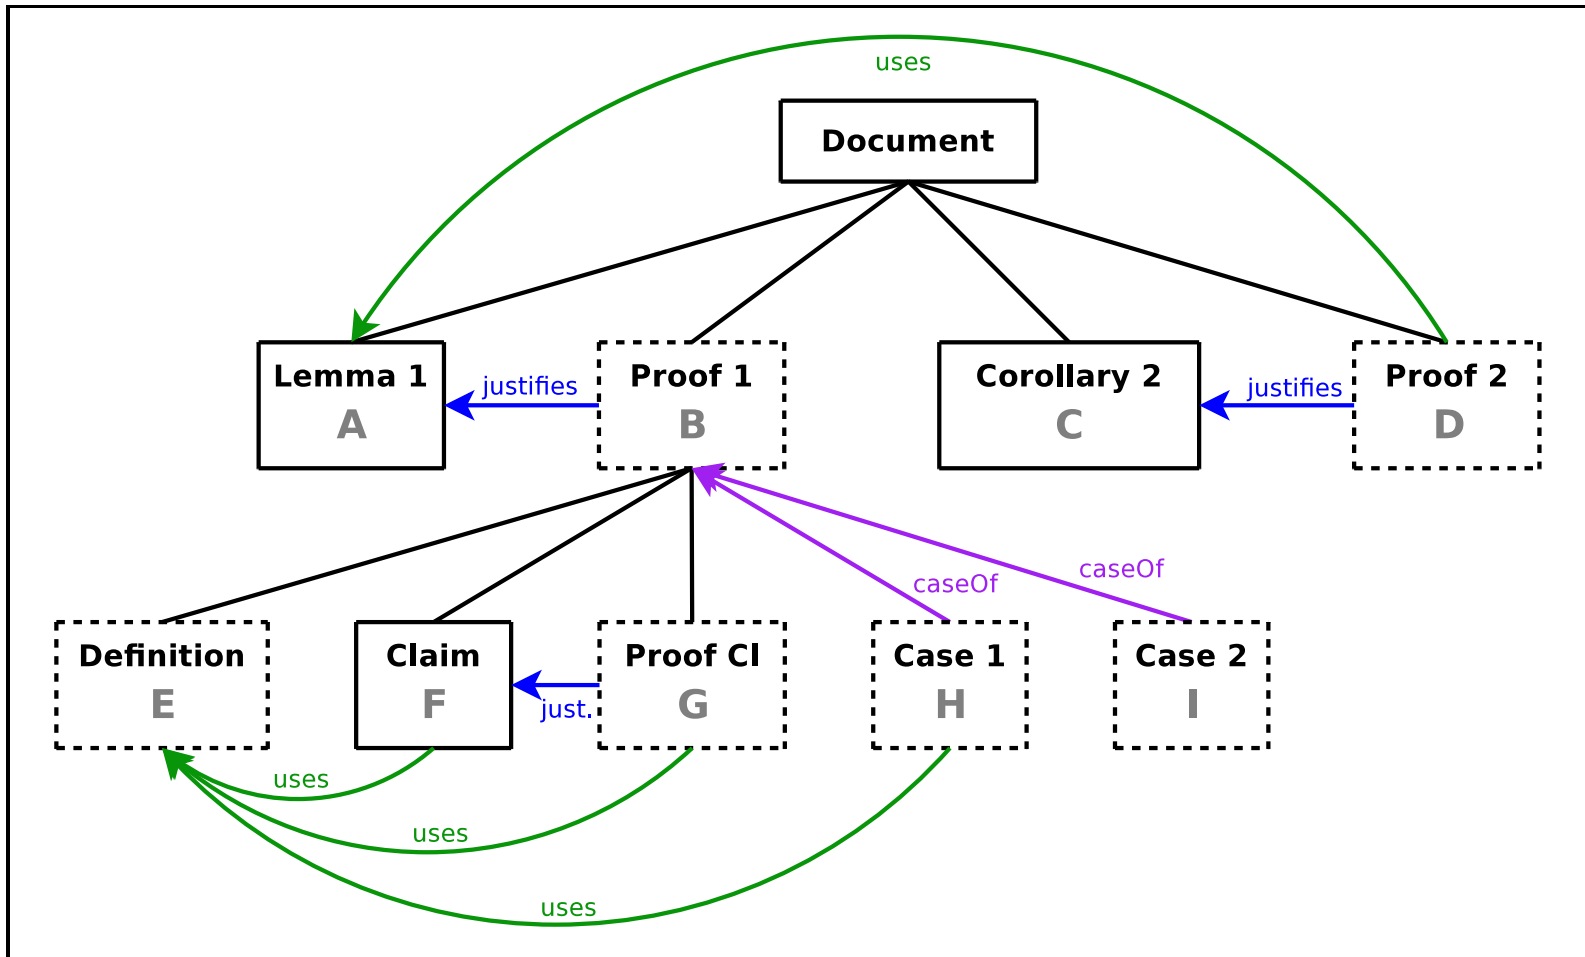 uses
Document
Lemma 1
A
justifies
Proof 1
B
Corollary 2
C
justifies
Proof 2
D
caseOf
caseOf
Definition
E
Claim
F
just.
Proof Cl
G
Case 1
H
Case 2
I
uses
uses
uses